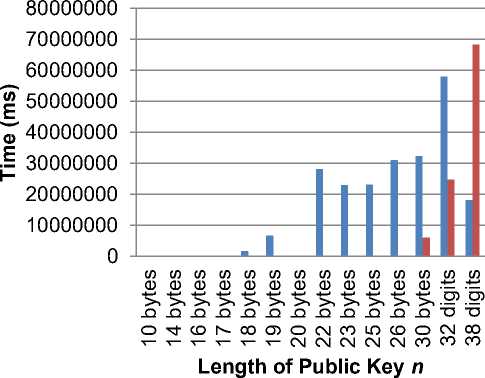 80000000
70000000
60000000
50000000
40000000
30000000
20000000
10000000
0
Time (ms)
10 bytes
14 bytes
16 bytes
17 bytes
18 bytes
19 bytes
20 bytes
22 bytes
23 bytes
25 bytes
26 bytes
30 bytes
32 digits
38 digits
Length of Public Key n